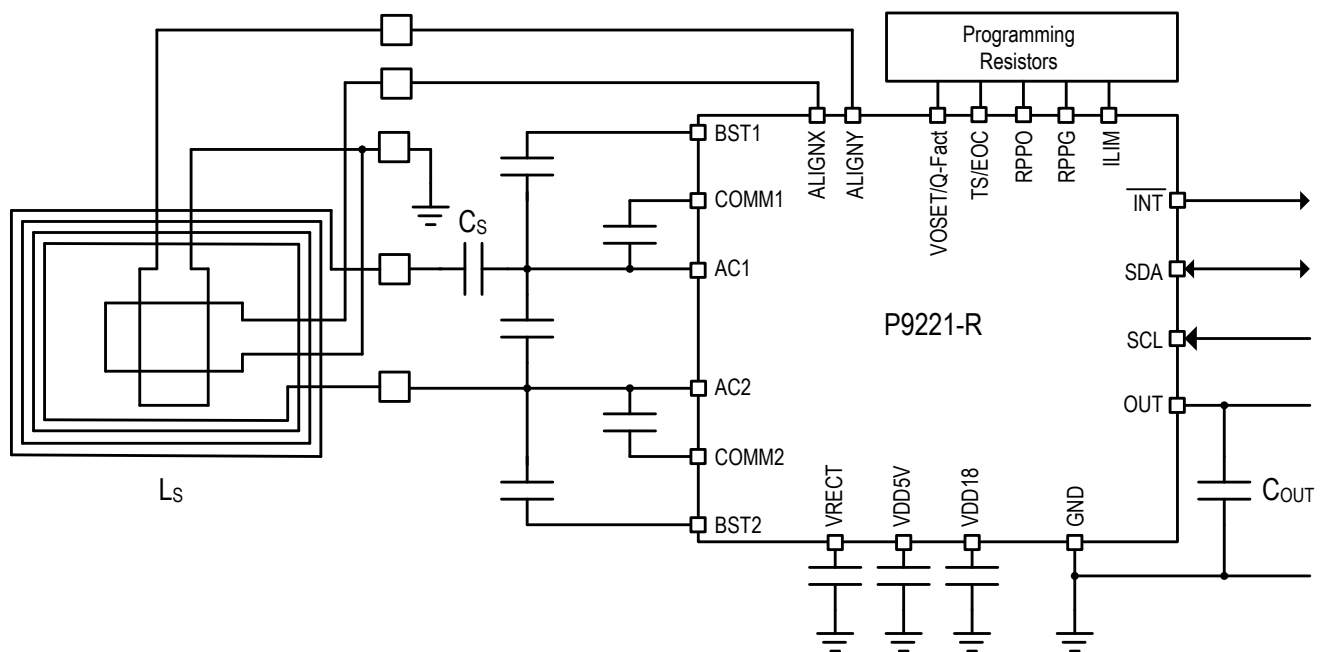 Programming
Resistors
BST1
COMM1
AC1
AC2
COMM2
BST2
ALIGNX
ALIGNY
VOSET/Q-Fact
TS/EOC
RPPO
RPPG
ILIM
INT
SDA
SCL
OUT
P9221-R
VRECT
VDD5V
VDD18
GND
CS
LS
COUT